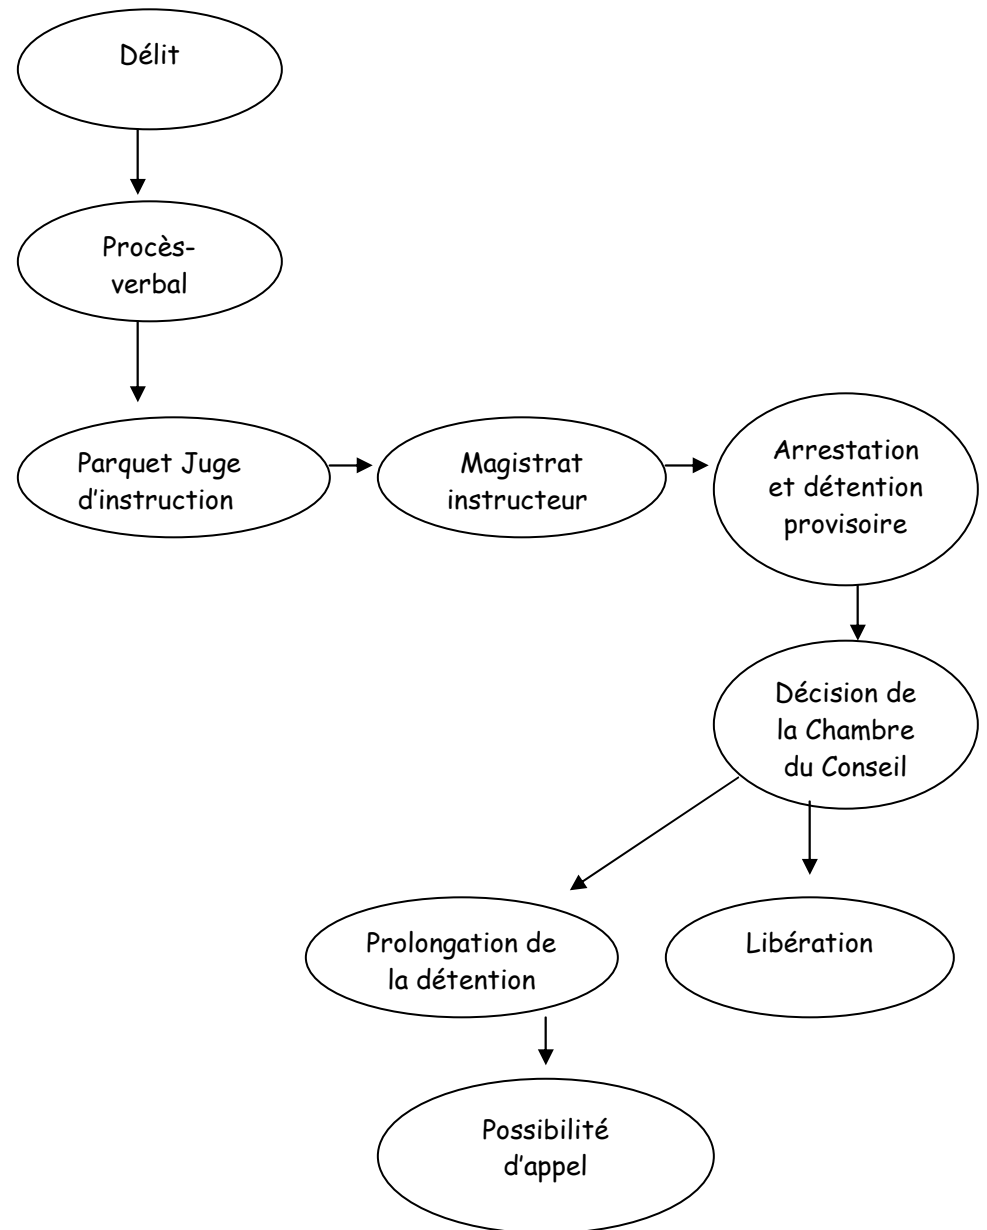 Délit
Procès-
verbal
Parquet Juge
d'instruction
Magistrat
instructeur
Arrestation
et détention
provisoire
Décision de
la Chambre
du Conseil
Prolongation de
la détention
Libération
Possibilité
d'appel